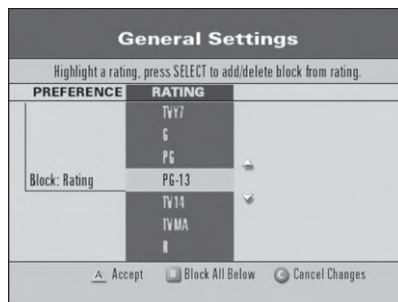 General Settings
Highlight a rating, press SELECT to add/delete block from rating.
PREFERENCE RATING
TVY7
G
PG
Block: Rating PG-13
TV14
TVMA
R
A Accept B Block All Below C Cancel Changes